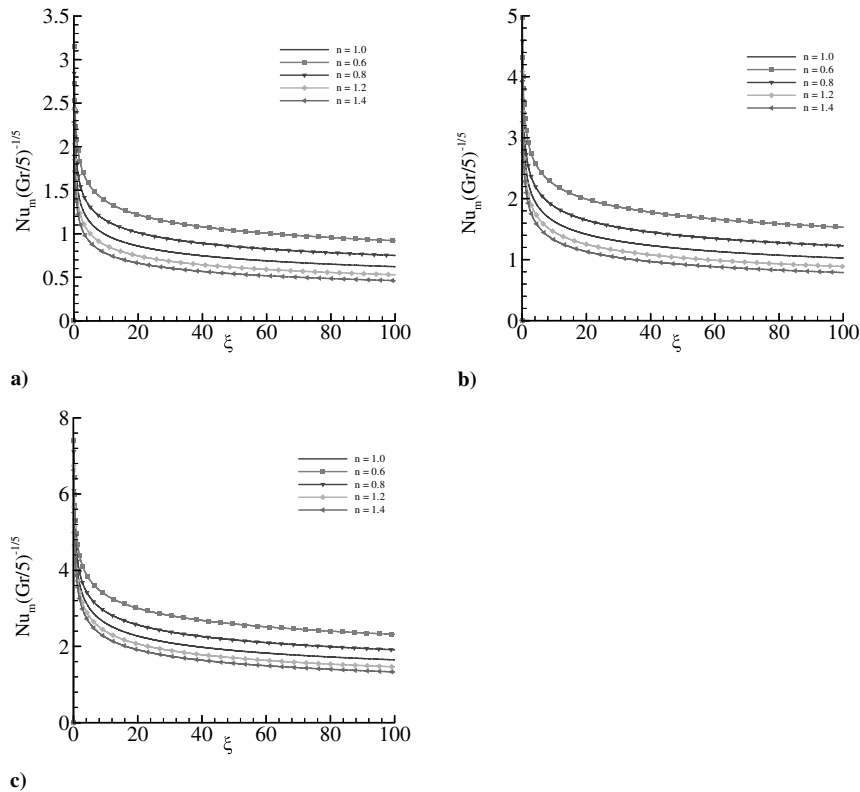 3.5
3
2.5
2
1.5
1
0.5
0
Nu_m(Gr/5)^-1/5
n = 1.0
n = 0.6
n = 0.8
n = 1.2
n = 1.4
0 20 40 60 80 100
ξ
a)
5
4
3
2
1
0
Nu_m(Gr/5)^-1/5
n = 1.0
n = 0.6
n = 0.8
n = 1.2
n = 1.4
0 20 40 60 80 100
ξ
b)
8
6
4
2
0
Nu_m(Gr/5)^-1/5
n = 1.0
n = 0.6
n = 0.8
n = 1.2
n = 1.4
0 20 40 60 80 100
ξ
c)